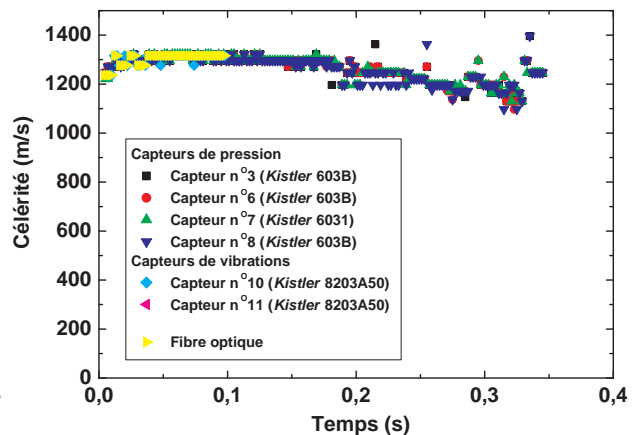 1400
1200
1000
800
600
400
200
0
Célérité (m/s)
Capteurs de pression
Capteur n°3 (Kistler 603B)
Capteur n°6 (Kistler 603B)
Capteur n°7 (Kistler 6031)
Capteur n°8 (Kistler 603B)
Capteurs de vibrations
Capteur n°10 (Kistler 8203A50)
Capteur n°11 (Kistler 8203A50)
Fibre optique
0,0 0,1 0,2 0,3 0,4
Temps (s)